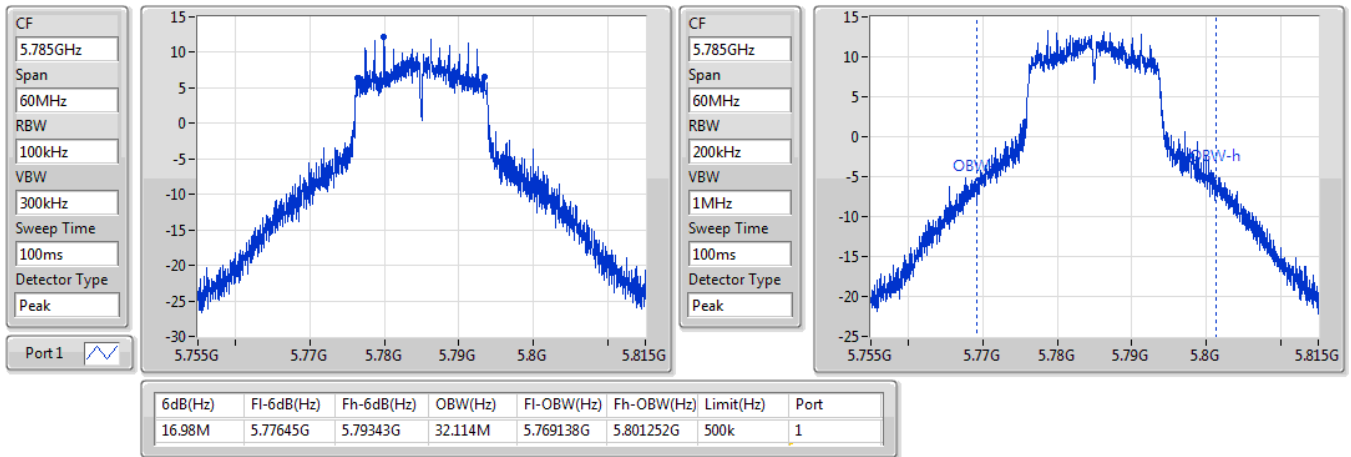 CF
5.785GHz
Span
60MHz
RBW
100kHz
VBW
300kHz
Sweep Time
100ms
Detector Type
Peak
Port 1
15
10
5
0
-5
-10
-15
-20
-25
-30
5.755G 5.77G 5.78G 5.79G 5.8G 5.815G
CF
5.785GHz
Span
60MHz
RBW
200kHz
VBW
1MHz
Sweep Time
100ms
Detector Type
Peak
15
10
5
0
-5
-10
-15
-20
-25
OBW-h
5.755G 5.77G 5.78G 5.79G 5.8G 5.815G
6dB(Hz) Fl-6dB(Hz) Fh-6dB(Hz) OBW(Hz) Fl-OBW(Hz) Fh-OBW(Hz) Limit(Hz) Port
16.98M 5.77645G 5.79343G 32.114M 5.769138G 5.801252G 500k 1